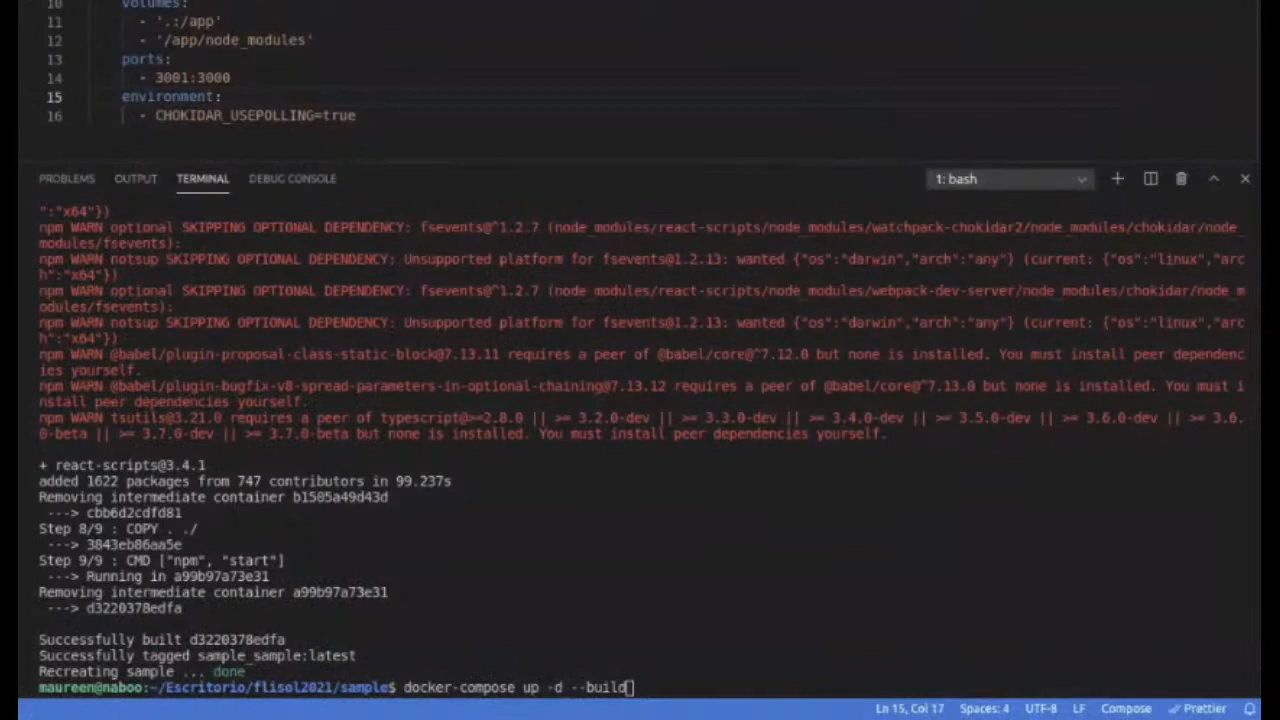 10 volumes:
11 - '.:/app'
12 - '/app/node_modules'
13 ports:
14 - 3001:3000
15 environment:
16 - CHOKIDAR_USEPOLLING=true
PROBLEMS OUTPUT TERMINAL DEBUG CONSOLE 1: bash
":"x64"})
npm WARN optional SKIPPING OPTIONAL DEPENDENCY: fsevents@^1.2.7 (node_modules/react-scripts/node_modules/watchpack-chokidar2/node_modules/chokidar/node_
modules/fsevents):
npm WARN notsup SKIPPING OPTIONAL DEPENDENCY: Unsupported platform for fsevents@1.2.13: wanted {"os":"darwin","arch":"any"} (current: {"os":"linux","arc
h":"x64"})
npm WARN optional SKIPPING OPTIONAL DEPENDENCY: fsevents@^1.2.7 (node_modules/react-scripts/node_modules/webpack-dev-server/node_modules/chokidar/node_m
odules/fsevents):
npm WARN notsup SKIPPING OPTIONAL DEPENDENCY: Unsupported platform for fsevents@1.2.13: wanted {"os":"darwin","arch":"any"} (current: {"os":"linux","arc
h":"x64"})
npm WARN @babel/plugin-proposal-class-static-block@7.13.11 requires a peer of @babel/core@^7.12.0 but none is installed. You must install peer dependenc
ies yourself.
npm WARN @babel/plugin-bugfix-v8-spread-parameters-in-optional-chaining@7.13.12 requires a peer of @babel/core@^7.13.0 but none is installed. You must i
nstall peer dependencies yourself.
npm WARN tsutils@3.21.0 requires a peer of typescript@>=2.8.0 || >= 3.2.0-dev || >= 3.3.0-dev || >= 3.4.0-dev || >= 3.5.0-dev || >= 3.6.0-dev || >= 3.6.
0-beta || >= 3.7.0-dev || >= 3.7.0-beta but none is installed. You must install peer dependencies yourself.
+ react-scripts@3.4.1
added 1622 packages from 747 contributors in 99.237s
Removing intermediate container b1505a49d43d
---> cbb6d2cdfd81
Step 8/9 : COPY . ./
---> 3843eb86aa5e
Step 9/9 : CMD ["npm", "start"]
---> Running in a99b97a73e31
Removing intermediate container a99b97a73e31
---> d3220378edfa
Successfully built d3220378edfa
Successfully tagged sample_sample:latest
Recreating sample ... done
maureen@naboo:~/Escritorio/flisol2021/sample$ docker-compose up -d --build
Ln 15, Col 17 Spaces: 4 UTF-8 LF Compose Prettier